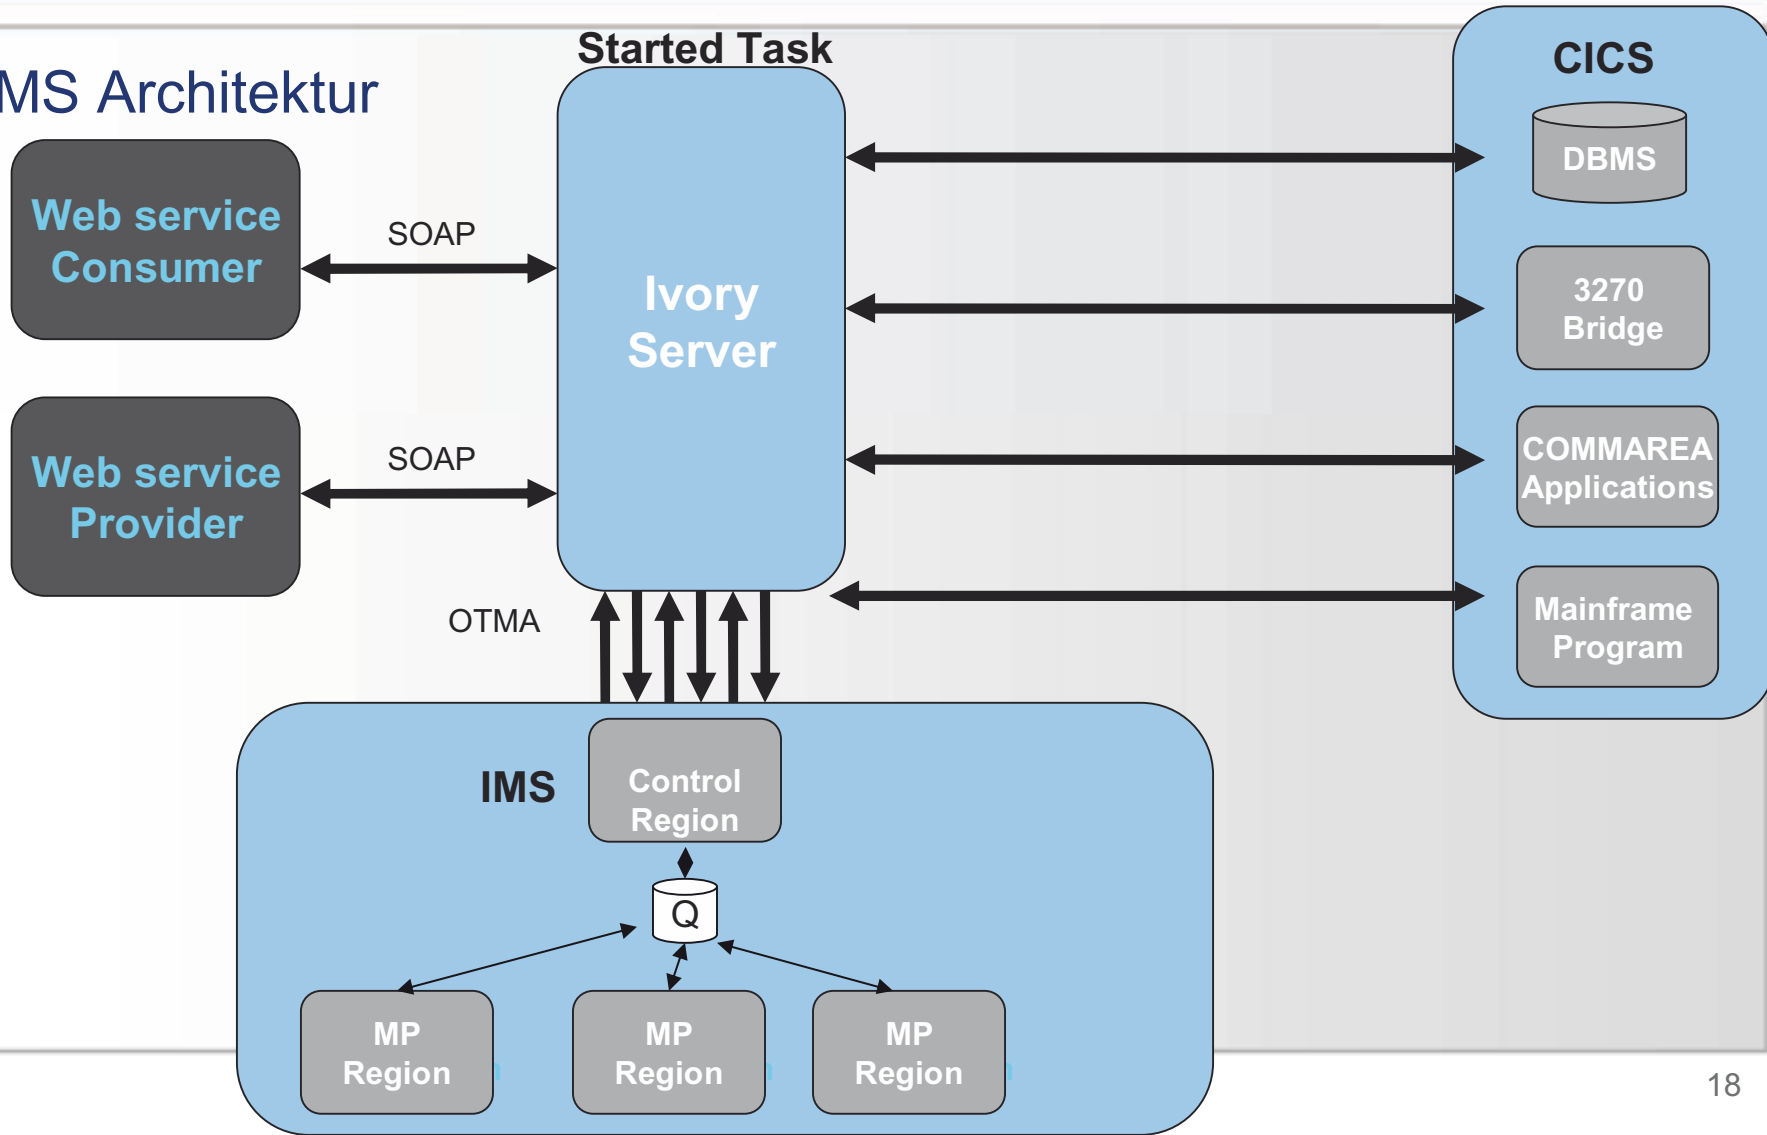 Started Task
MS Architektur
CICS
Web service
Consumer
SOAP
Ivory
Server
DBMS
3270
Bridge
Web service
Provider
SOAP
COMMAREA
Applications
OTMA
Mainframe
Program
IMS
Control
Region
Q
MP
Region
MP
Region
MP
Region
18